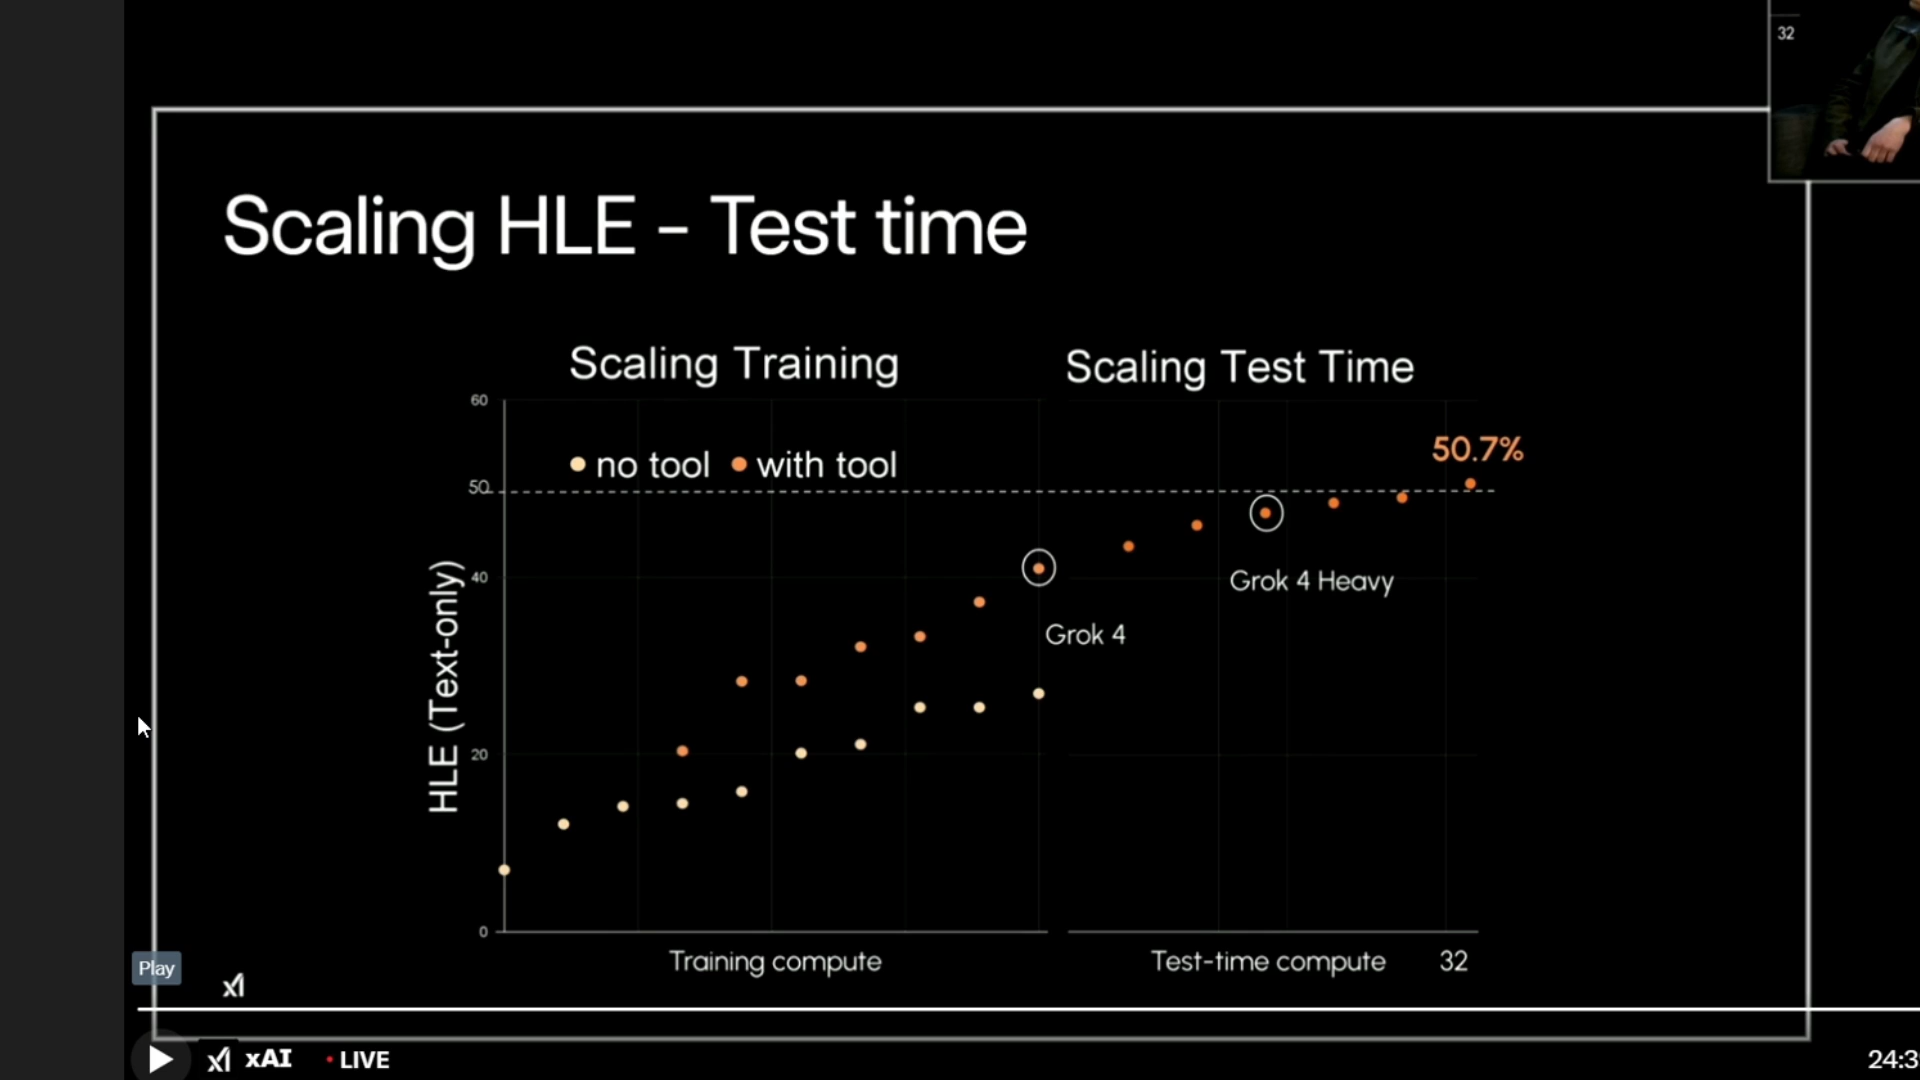 32
Scaling HLE - Test time
Scaling Training
Scaling Test Time
60
50.7%
no tool with tool
50
40
Grok 4 Heavy
Grok 4
HLE (Text-only)
20
0
Training compute
Test-time compute 32
Play
xAI
LIVE